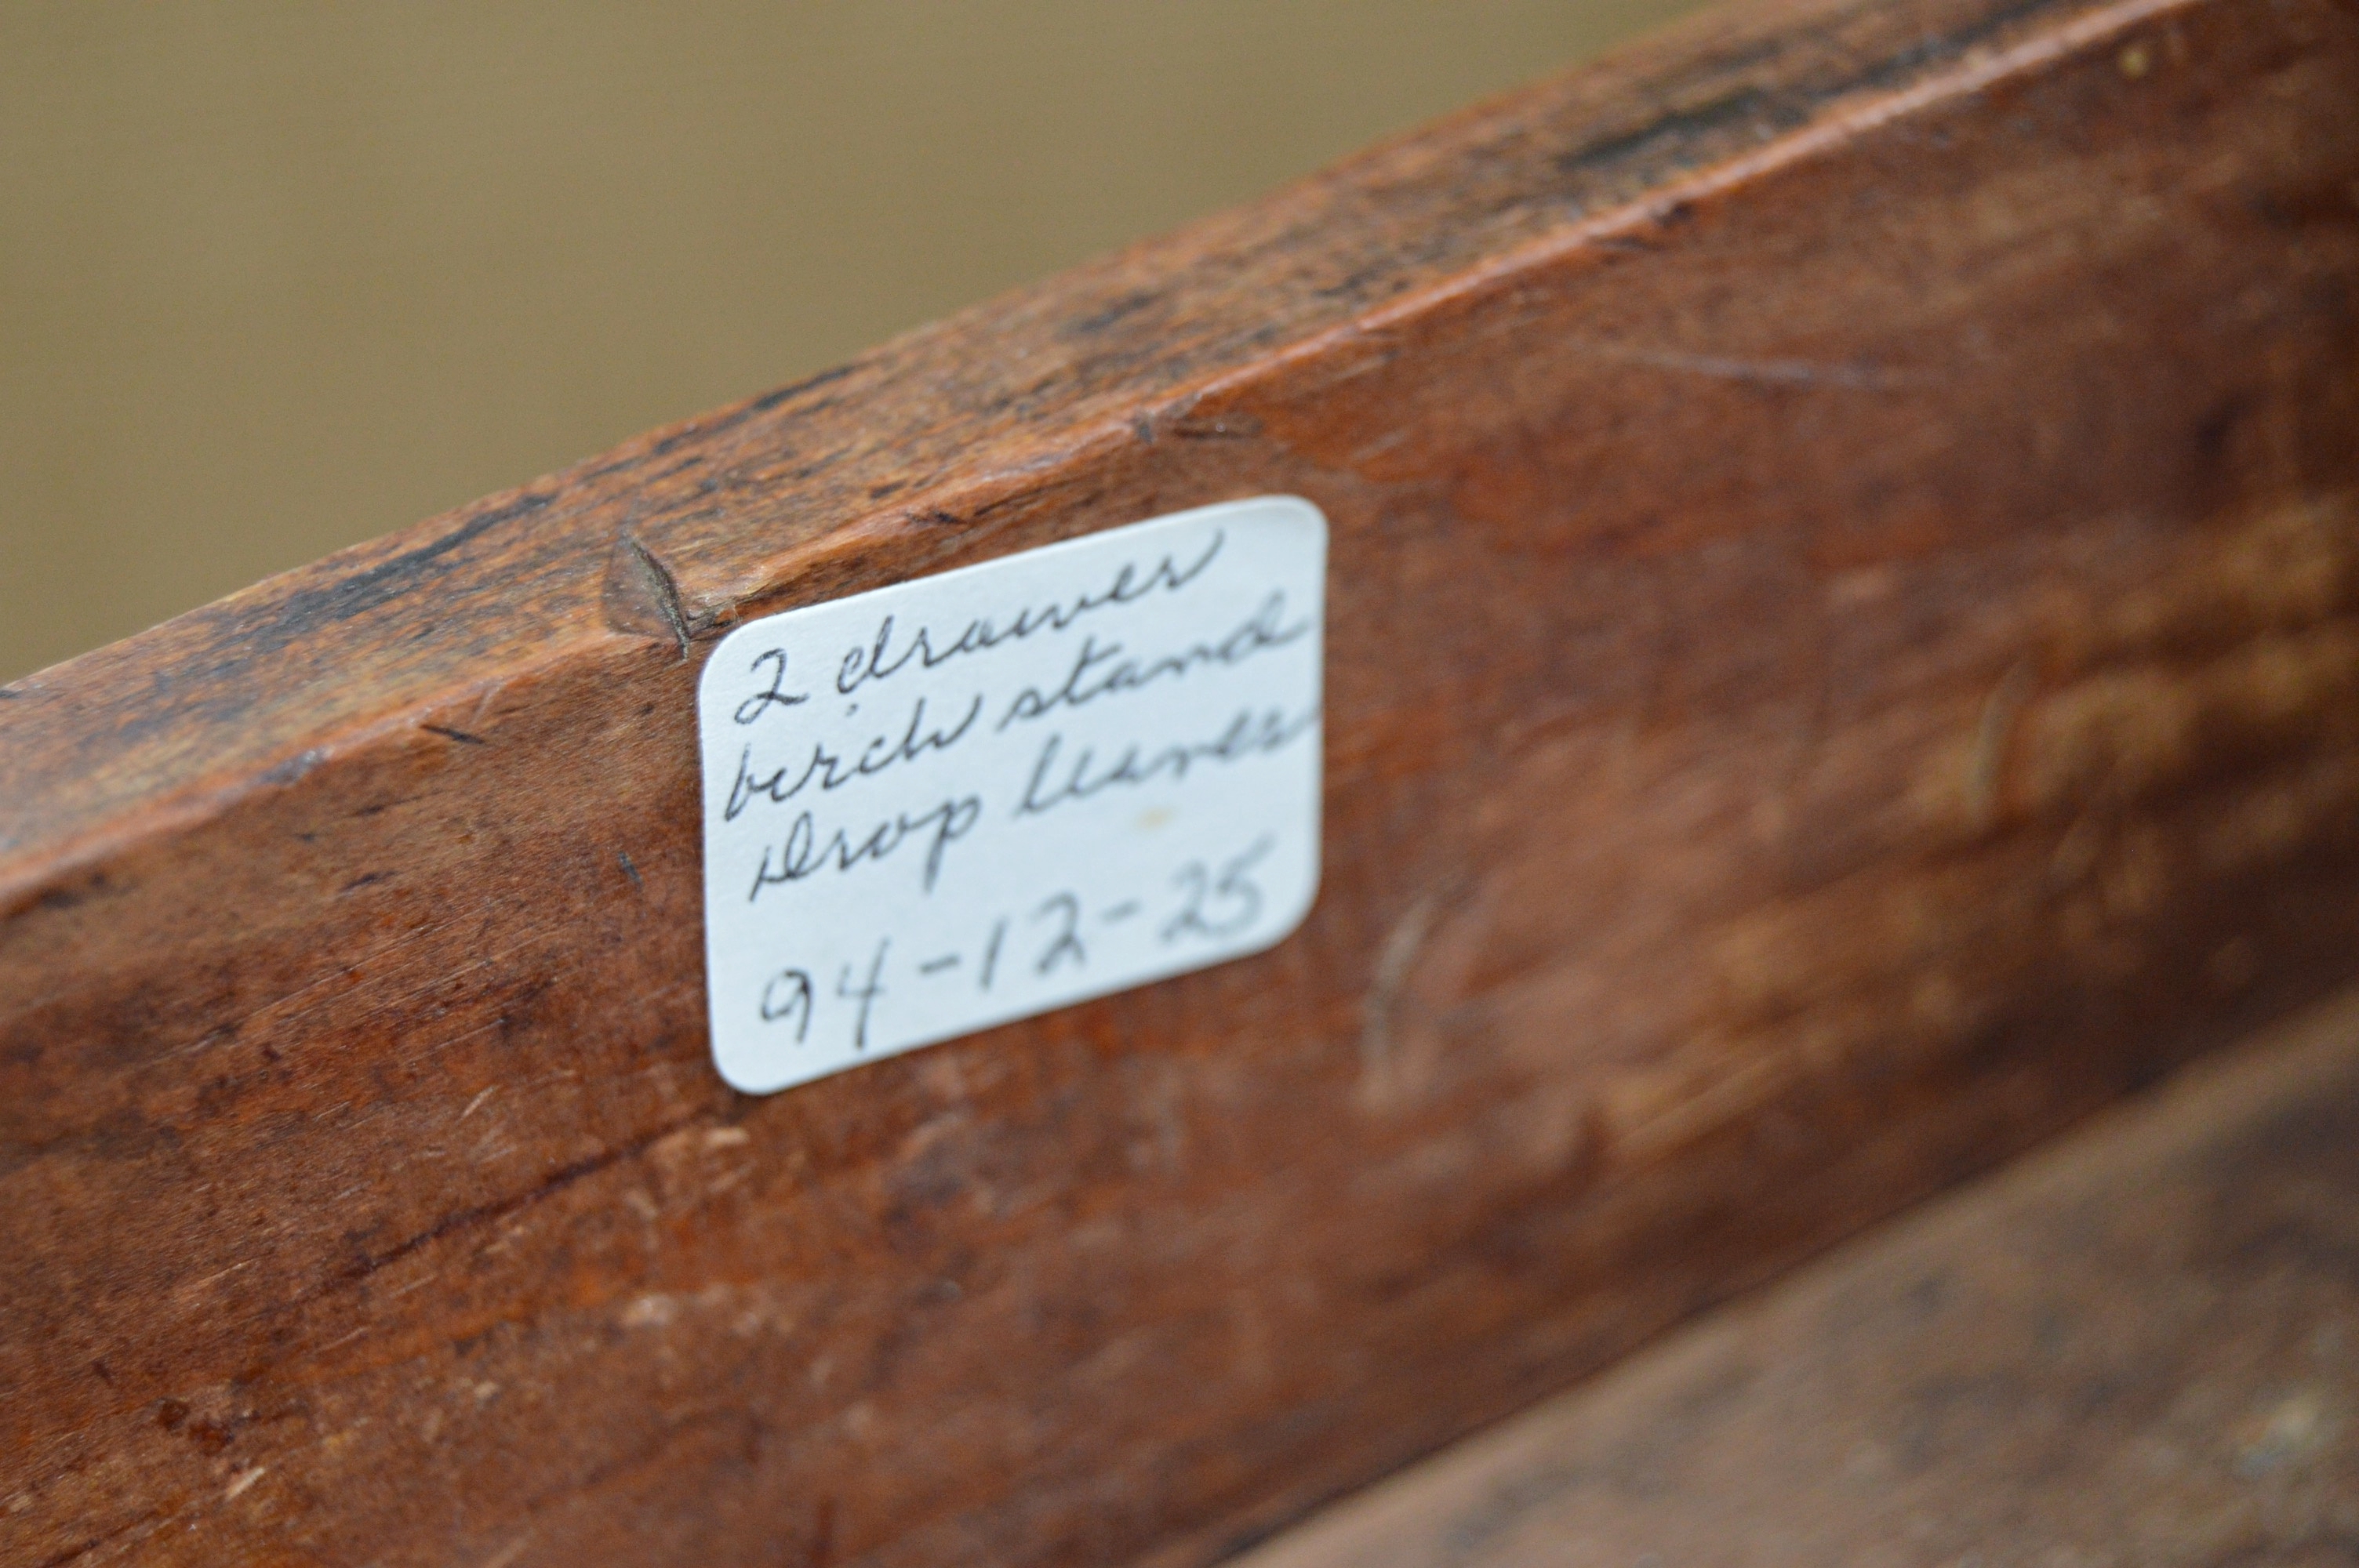 2 drawer
birch stand
Drop leaves
94-12-25